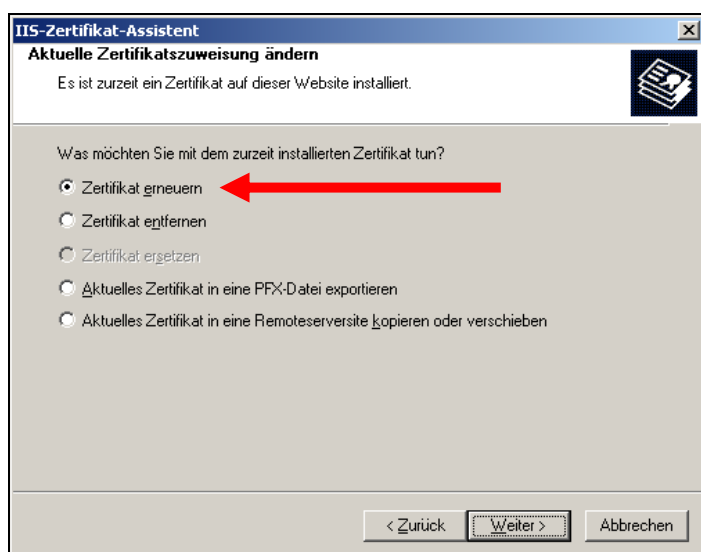 IIS-Zertifikat-Assistent
Aktuelle Zertifikatszuweisung ändern
Es ist zurzeit ein Zertifikat auf dieser Website installiert.
Was möchten Sie mit dem zurzeit installierten Zertifikat tun?
Zertifikat erneuern
Zertifikat entfernen
Zertifikat ersetzen
Aktuelles Zertifikat in eine PFX-Datei exportieren
Aktuelles Zertifikat in eine Remoteserversite kopieren oder verschieben
< Zurück Weiter > Abbrechen